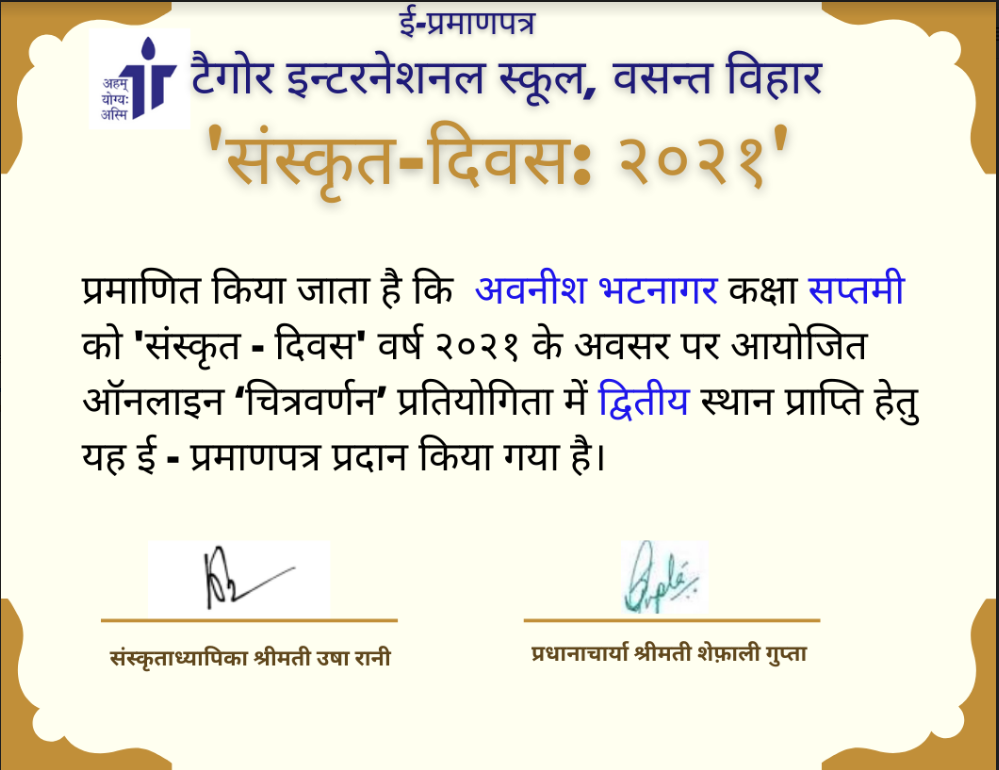 ई-प्रमाणपत्र
अहम्
योग्यः
अस्मि
टैगोर इन्टरनेशनल स्कूल, वसन्त विहार
'संस्कृत-दिवस: २०२१'
प्रमाणित किया जाता है कि अवनीश भटनागर कक्षा सप्तमी
को 'संस्कृत - दिवस' वर्ष २०२१ के अवसर पर आयोजित
ऑनलाइन ‘चित्रवर्णन’ प्रतियोगिता में द्वितीय स्थान प्राप्ति हेतु
यह ई - प्रमाणपत्र प्रदान किया गया है।
Gupta
संस्कृताध्यापिका श्रीमती उषा रानी
प्रधानाचार्या श्रीमती शेफ़ाली गुप्ता